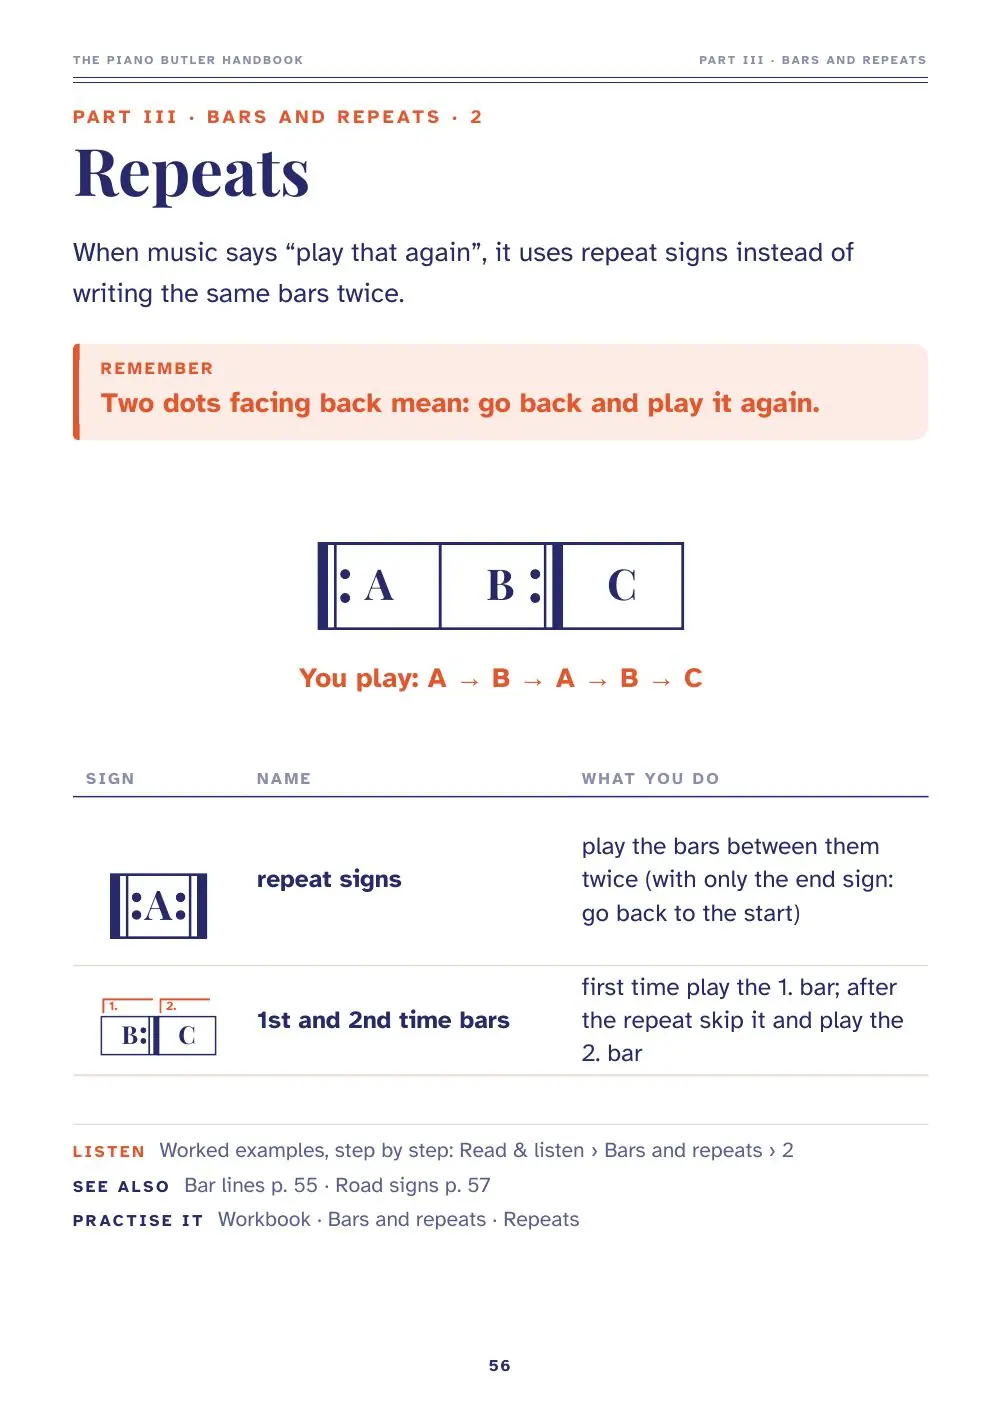 THE PIANO BUTLER HANDBOOK
PART III · BARS AND REPEATS
PART III · BARS AND REPEATS · 2
Repeats
When music says “play that again”, it uses repeat signs instead of
writing the same bars twice.
REMEMBER
Two dots facing back mean: go back and play it again.
A B C
You play: A → B → A → B → C
SIGN NAME WHAT YOU DO
play the bars between them
A repeat signs twice (with only the end sign:
go back to the start)
first time play the 1. bar; after
1. 2.
B C 1st and 2nd time bars the repeat skip it and play the
2. bar
LISTEN Worked examples, step by step: Read & listen › Bars and repeats › 2
SEE ALSO Bar lines p. 55 · Road signs p. 57
PRACTISE IT Workbook · Bars and repeats · Repeats
56